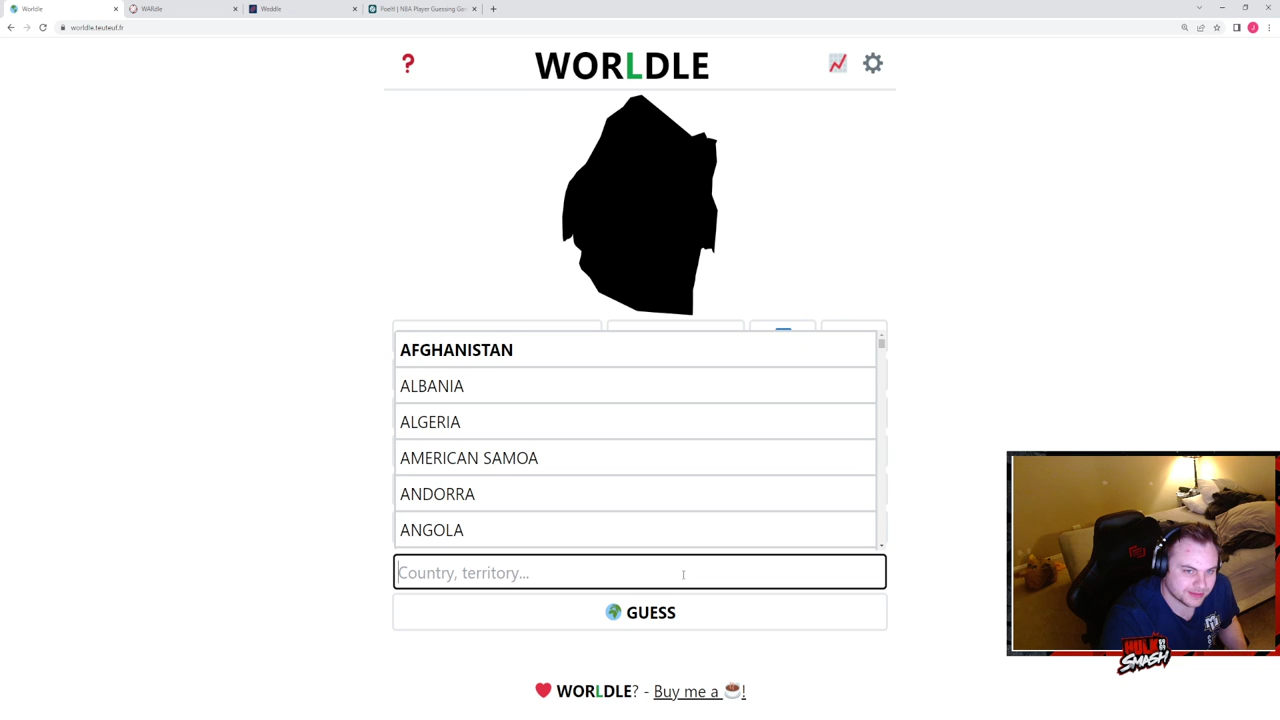 Worldle
WARdle
Weddle
Poeltl | NBA Player Guessing Ga
worldle.teuteuf.fr
J
?
WORLDLE
AFGHANISTAN
ALBANIA
ALGERIA
AMERICAN SAMOA
ANDORRA
ANGOLA
Country, territory...
GUESS
WORLDLE? - Buy me a !
HULK
SMASH